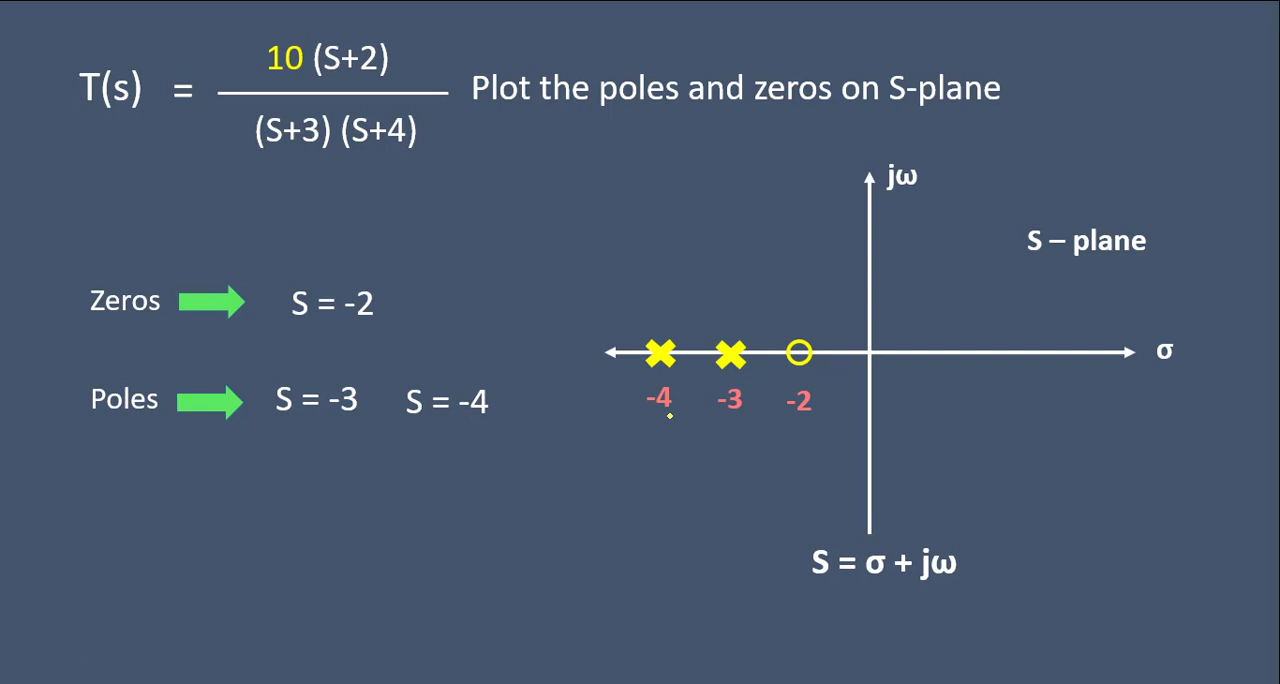 10 (S+2)
T(s) = Plot the poles and zeros on S-plane
(S+3) (S+4)
jω
S – plane
Zeros S = -2
σ
Poles S = -3 S = -4
-4 -3 -2
S = σ + jω